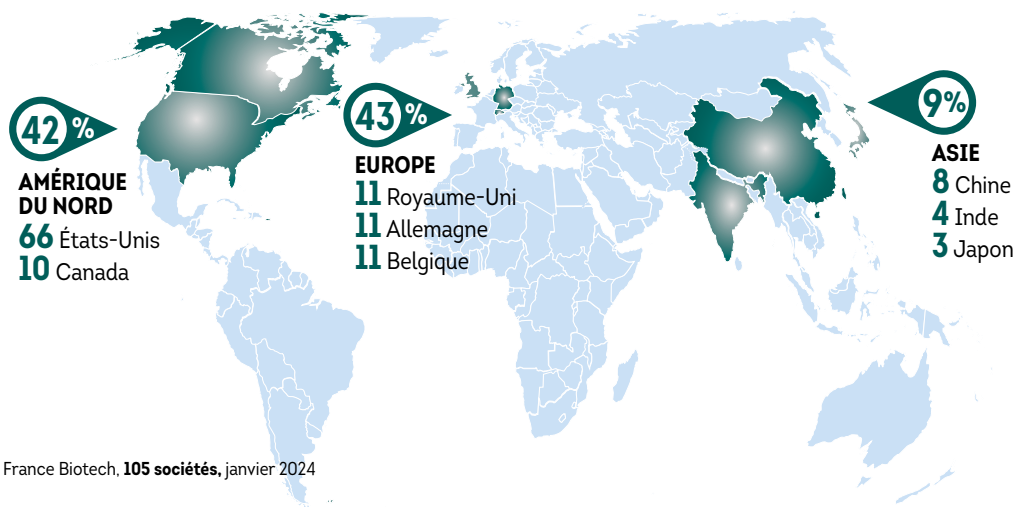 42 %
AMÉRIQUE
DU NORD
66 États-Unis
10 Canada
43 %
EUROPE
11 Royaume-Uni
11 Allemagne
11 Belgique
9%
ASIE
8 Chine
4 Inde
3 Japon
France Biotech, 105 sociétés, janvier 2024